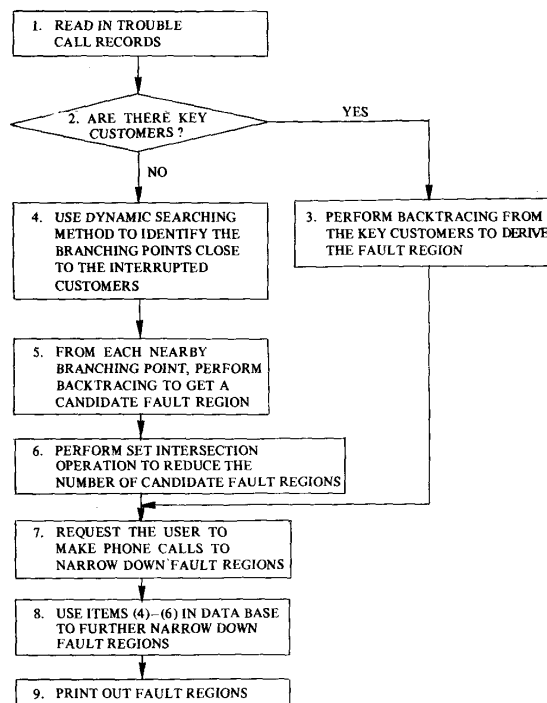 1. READ IN TROUBLE
CALL RECORDS
2. ARE THERE KEY
CUSTOMERS ?
YES
NO
4. USE DYNAMIC SEARCHING
METHOD TO IDENTIFY THE
BRANCHING POINTS CLOSE
TO THE INTERRUPTED
CUSTOMERS
3. PERFORM BACKTRACING FROM
THE KEY CUSTOMERS TO DERIVE
THE FAULT REGION
5. FROM EACH NEARBY
BRANCHING POINT, PERFORM
BACKTRACING TO GET A
CANDIDATE FAULT REGION
6. PERFORM SET INTERSECTION
OPERATION TO REDUCE THE
NUMBER OF CANDIDATE FAULT REGIONS
7. REQUEST THE USER TO
MAKE PHONE CALLS TO
NARROW DOWN FAULT REGIONS
8. USE ITEMS (4)-(6) IN DATA BASE
TO FURTHER NARROW DOWN
FAULT REGIONS
9. PRINT OUT FAULT REGIONS